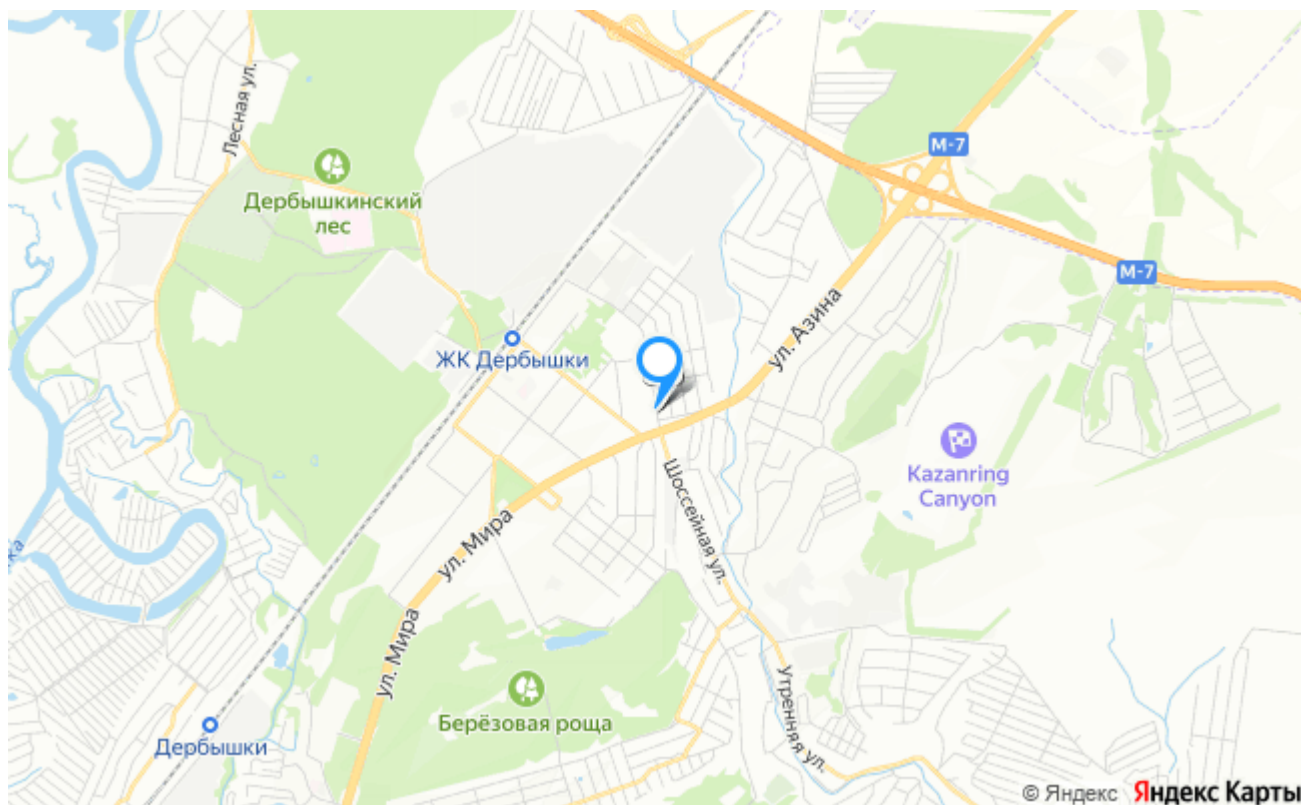 Лесная ул.
М-7
Дербышкинский
лес
М-7
ул. Азина
ЖК Дербышки
Kazanring
Canyon
Шоссейная ул.
ул. Мира
ул. Мира
Берёзовая роща
Утренняя ул.
Дербышки
© Яндекс Яндекс Карты